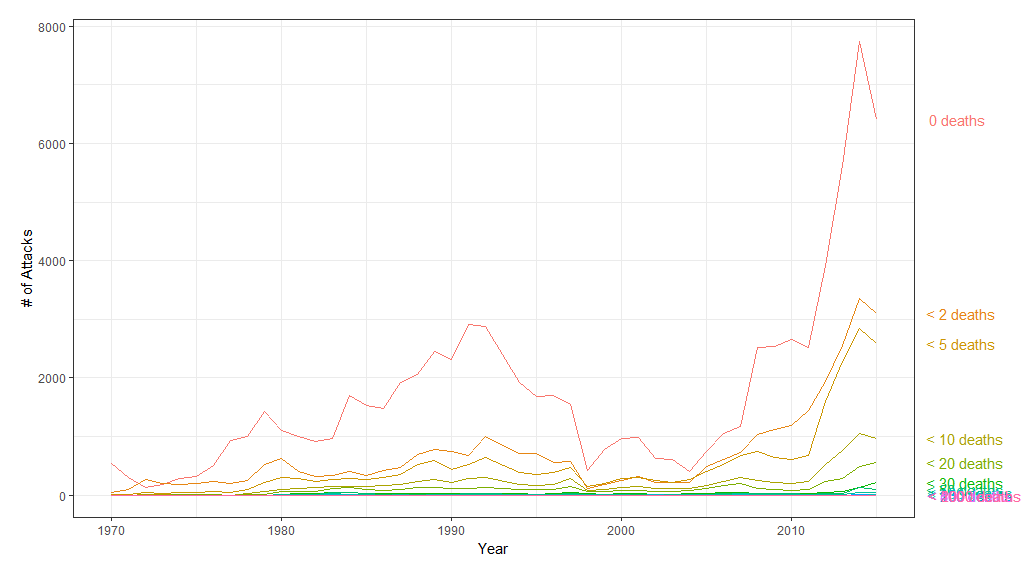 8000
6000
4000
2000
0
# of Attacks
1970
1980
1990
2000
2010
Year
0 deaths
< 2 deaths
< 5 deaths
< 10 deaths
< 20 deaths
< 30 deaths